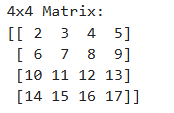 4x4 Matrix:
[[ 2  3  4  5]
 [ 6  7  8  9]
 [10 11 12 13]
 [14 15 16 17]]